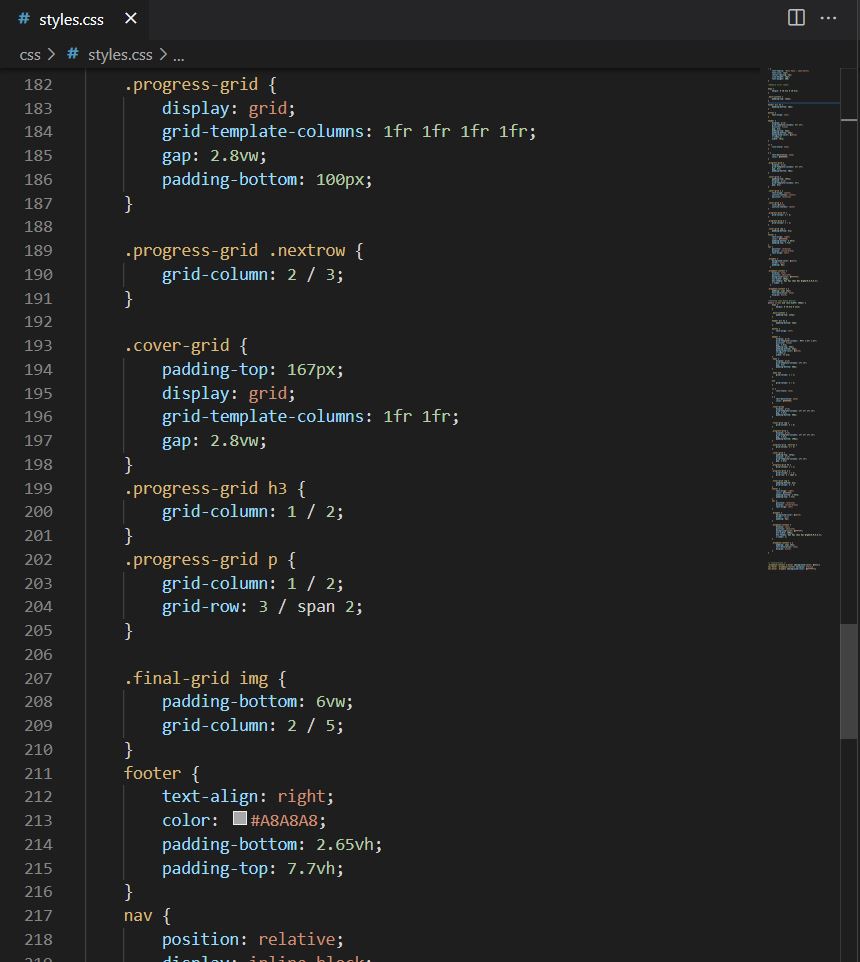 # styles.css ×
css > # styles.css > ...
182 .progress-grid {
183 display: grid;
184 grid-template-columns: 1fr 1fr 1fr 1fr;
185 gap: 2.8vw;
186 padding-bottom: 100px;
187 }
188
189 .progress-grid .nextrow {
190 grid-column: 2 / 3;
191 }
192
193 .cover-grid {
194 padding-top: 167px;
195 display: grid;
196 grid-template-columns: 1fr 1fr;
197 gap: 2.8vw;
198 }
199 .progress-grid h3 {
200 grid-column: 1 / 2;
201 }
202 .progress-grid p {
203 grid-column: 1 / 2;
204 grid-row: 3 / span 2;
205 }
206
207 .final-grid img {
208 padding-bottom: 6vw;
209 grid-column: 2 / 5;
210 }
211 footer {
212 text-align: right;
213 color: #A8A8A8;
214 padding-bottom: 2.65vh;
215 padding-top: 7.7vh;
216 }
217 nav {
218 position: relative;
219 display: inline-block;